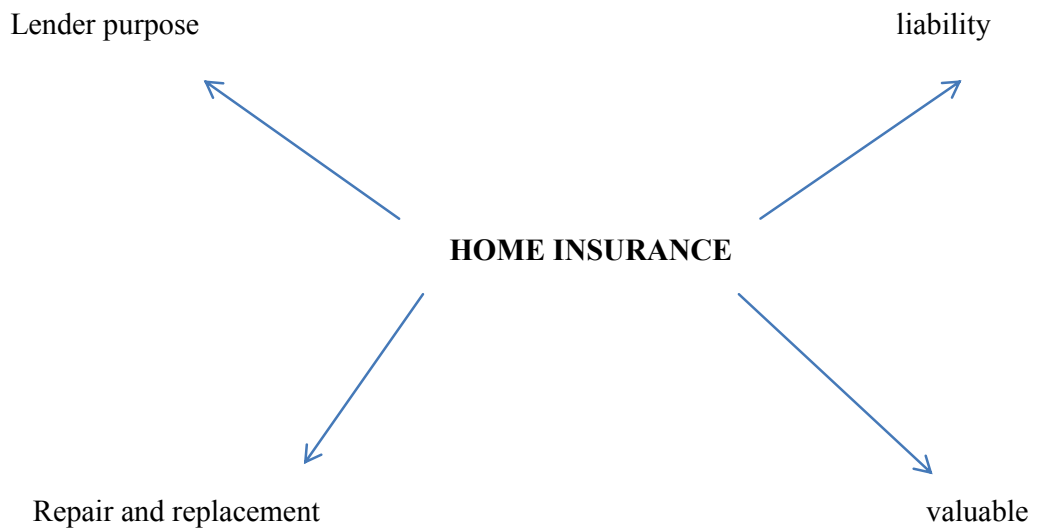 Lender purpose
liability
HOME INSURANCE
Repair and replacement
valuable